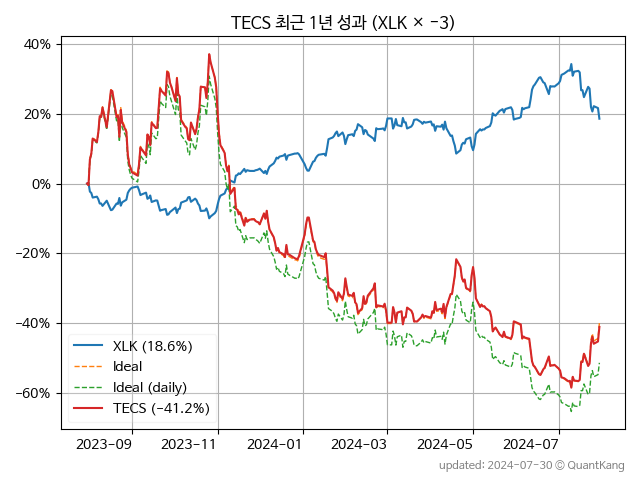 TECS 최근 1년 성과 (XLK × −3)
40%
20%
0%
−20%
−40%
−60%
XLK (18.6%)
Ideal
Ideal (daily)
TECS (−41.2%)
2023-09
2023-11
2024-01
2024-03
2024-05
2024-07
updated: 2024-07-30 © QuantKang